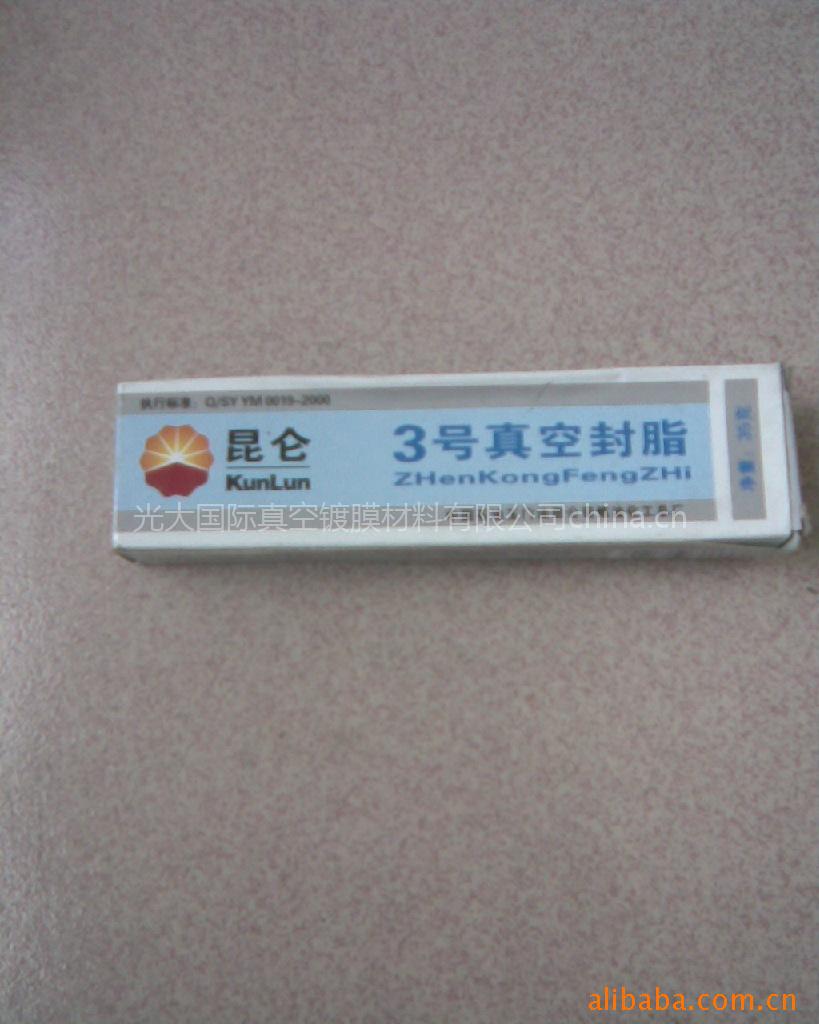 执行标准：Q/SY YM 0019-2000
昆仑
KunLun
3号真空封脂
ZHenKongFengZHi
光大国际真空镀膜材料有限公司china.cn
alibaba.com.cn